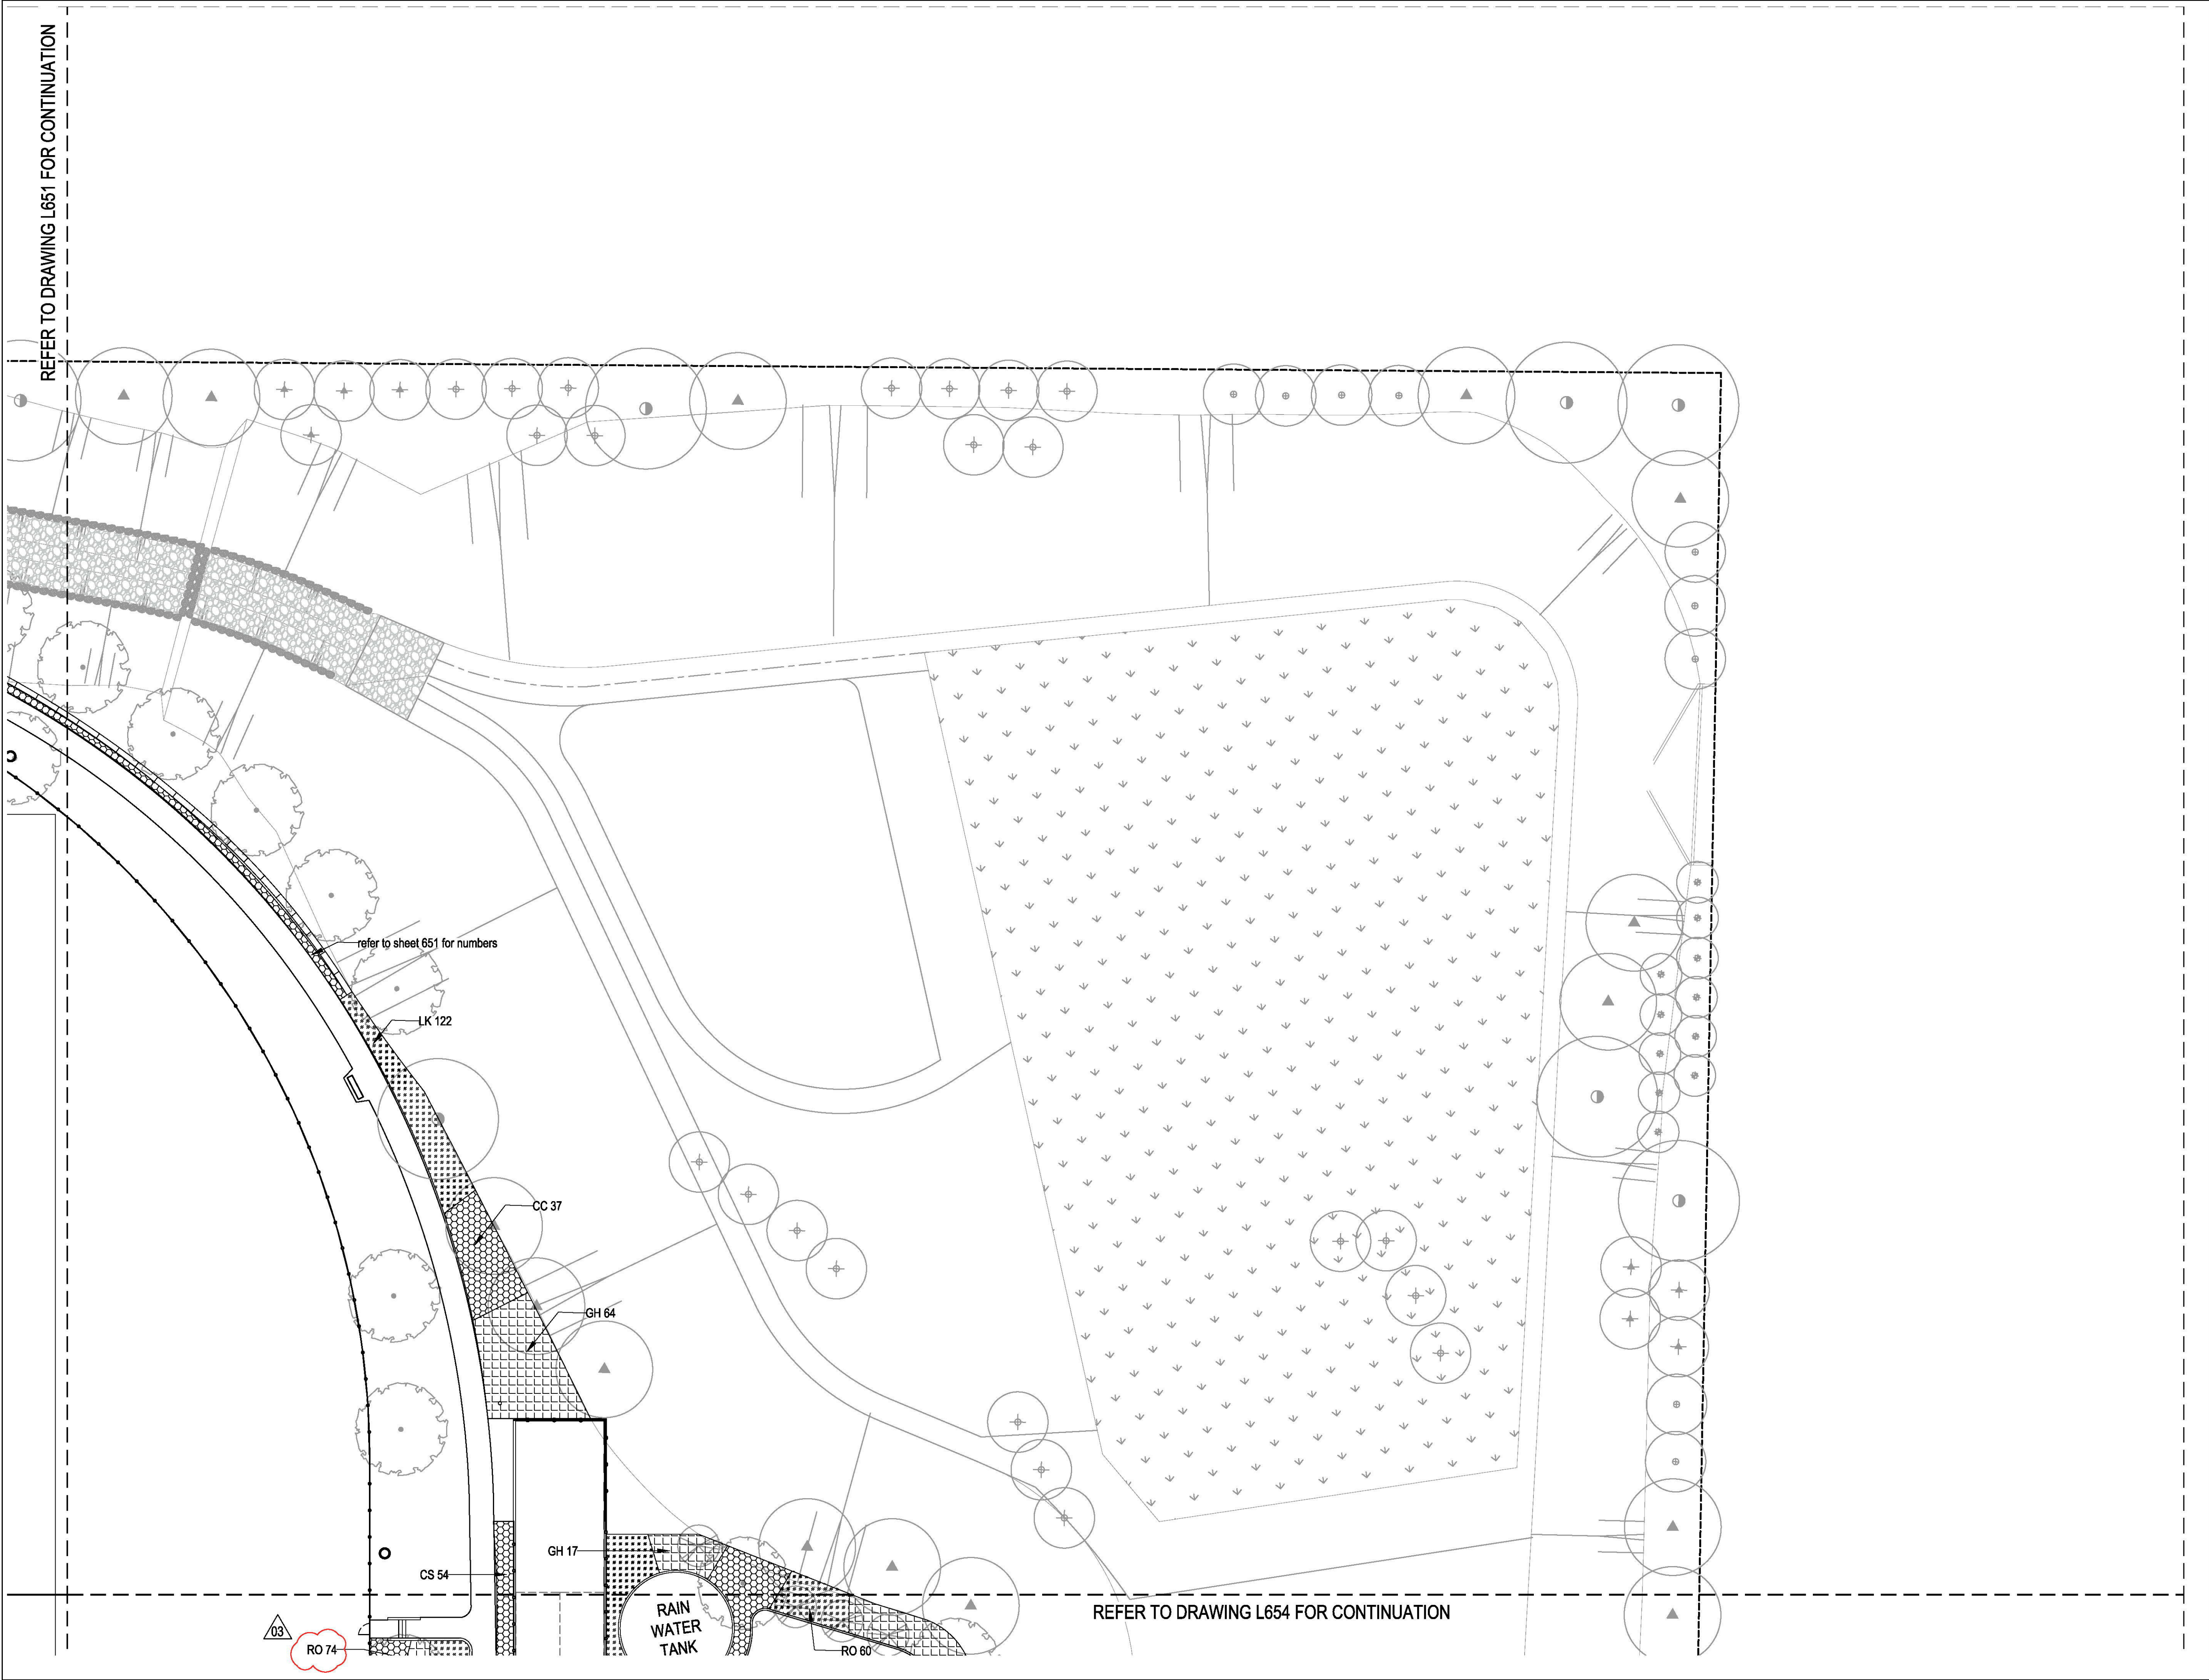 REFER TO DRAWING L651 FOR CONTINUATION
refer to sheet 651 for numbers
LK 122
CC 37
GH 64
GH 17
CS 54
RAIN
WATER
TANK
REFER TO DRAWING L654 FOR CONTINUATION
03
RO 74
RO 60